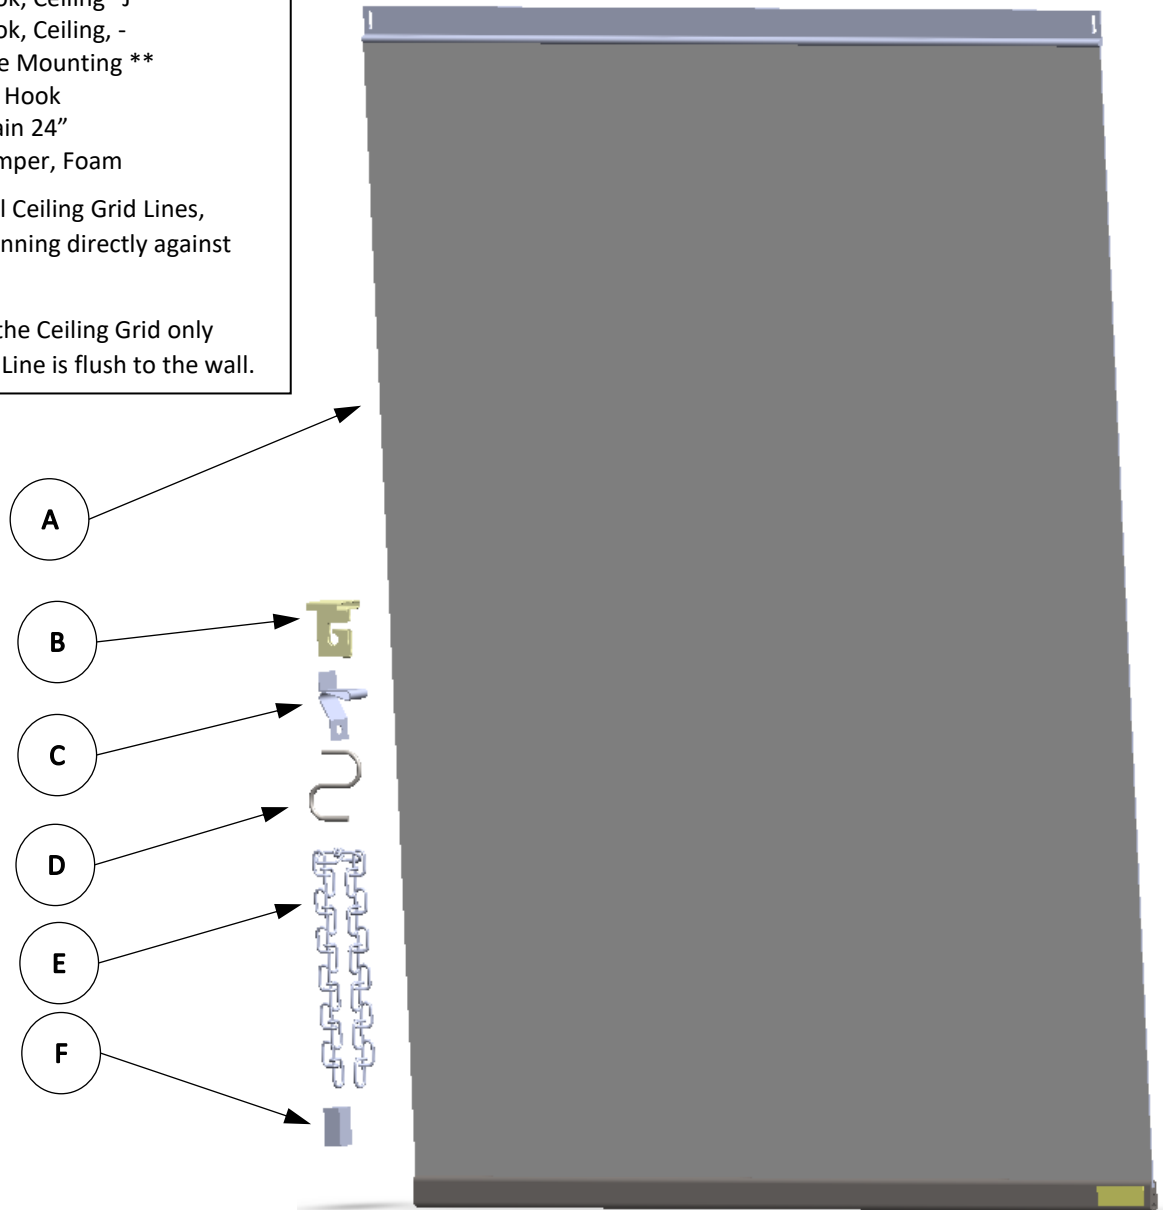 ok, Ceiling J
ok, Ceiling, -
e Mounting **
Hook
ain 24”
mper, Foam
l Ceiling Grid Lines,
nning directly against
the Ceiling Grid only
Line is flush to the wall.
A
B
C
D
E
F